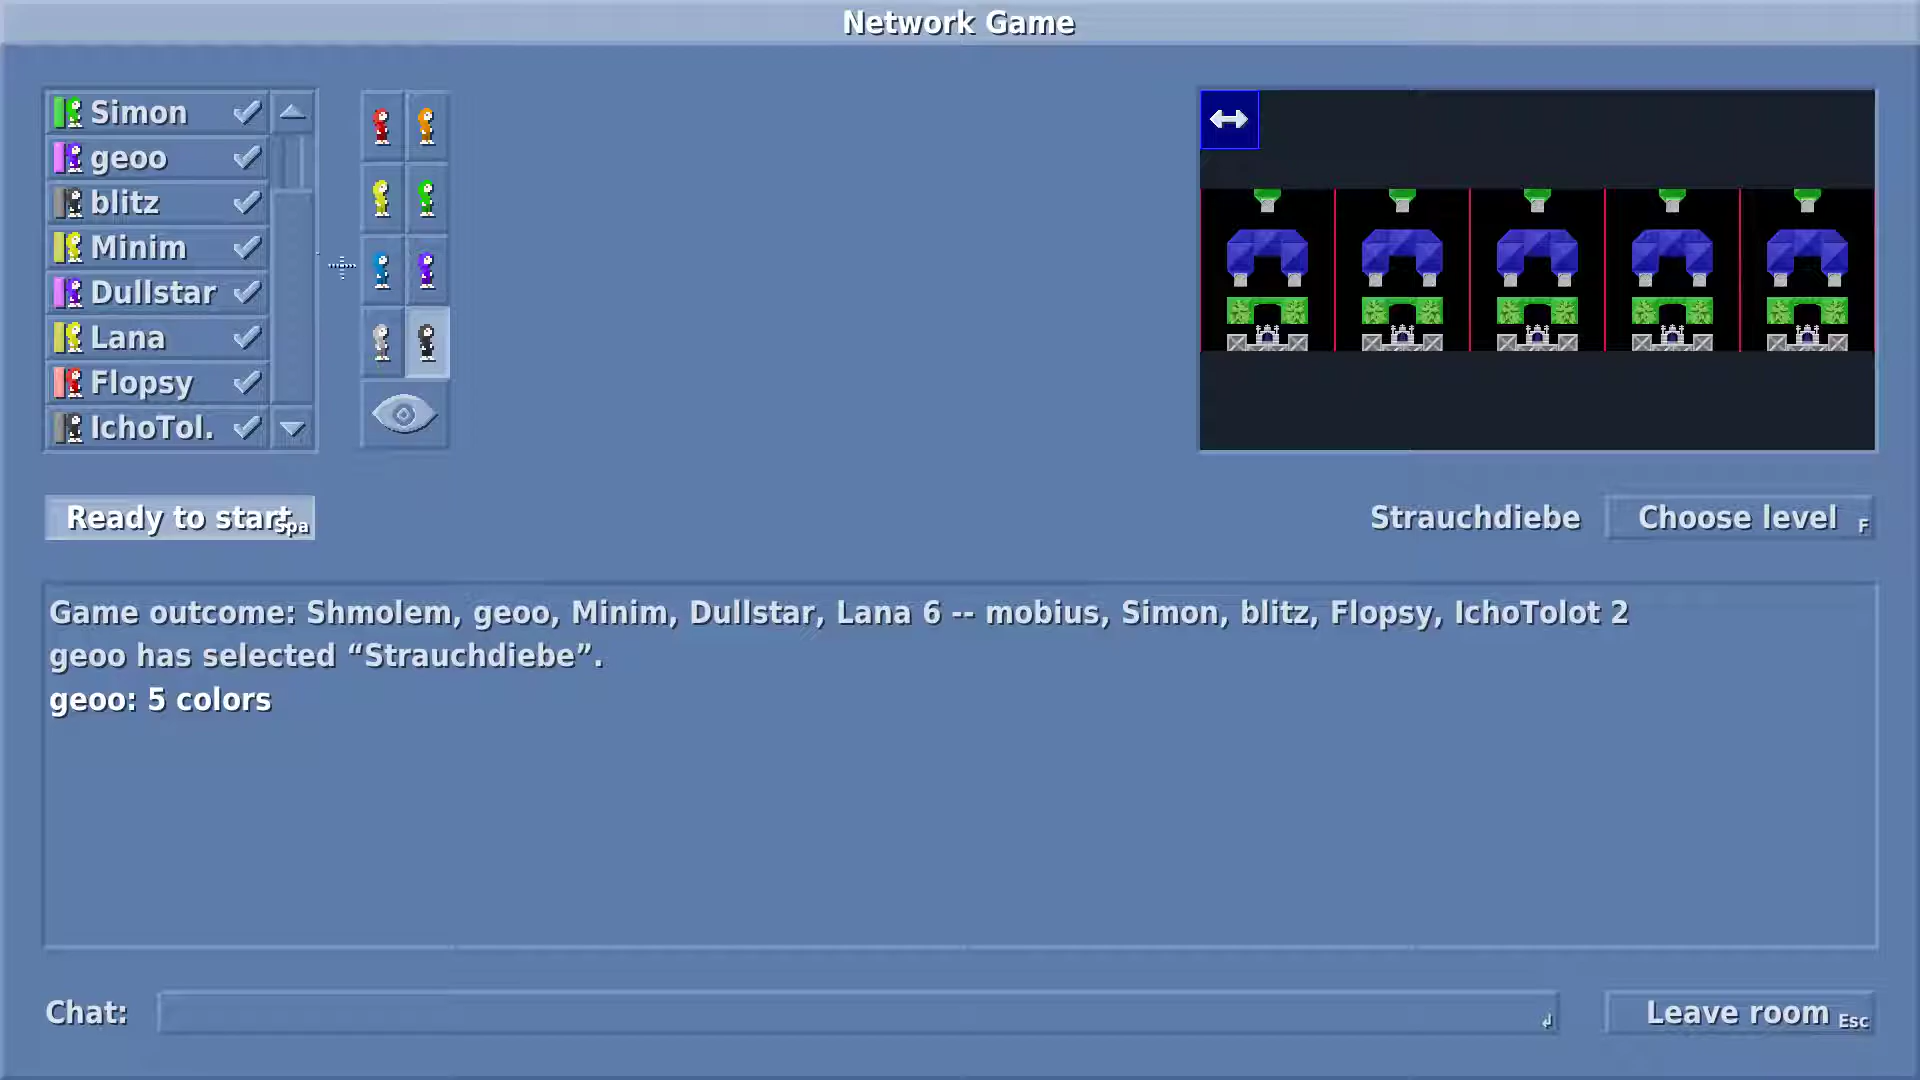 Network Game
Simon
geoo
blitz
Minim
Dullstar
Lana
Flopsy
IchoTol.
Ready to start Spa
Strauchdiebe
Choose level F
Game outcome: Shmolem, geoo, Minim, Dullstar, Lana 6 -- mobius, Simon, blitz, Flopsy, IchoTolot 2
geoo has selected “Strauchdiebe”.
geoo: 5 colors
Chat:
Leave room Esc